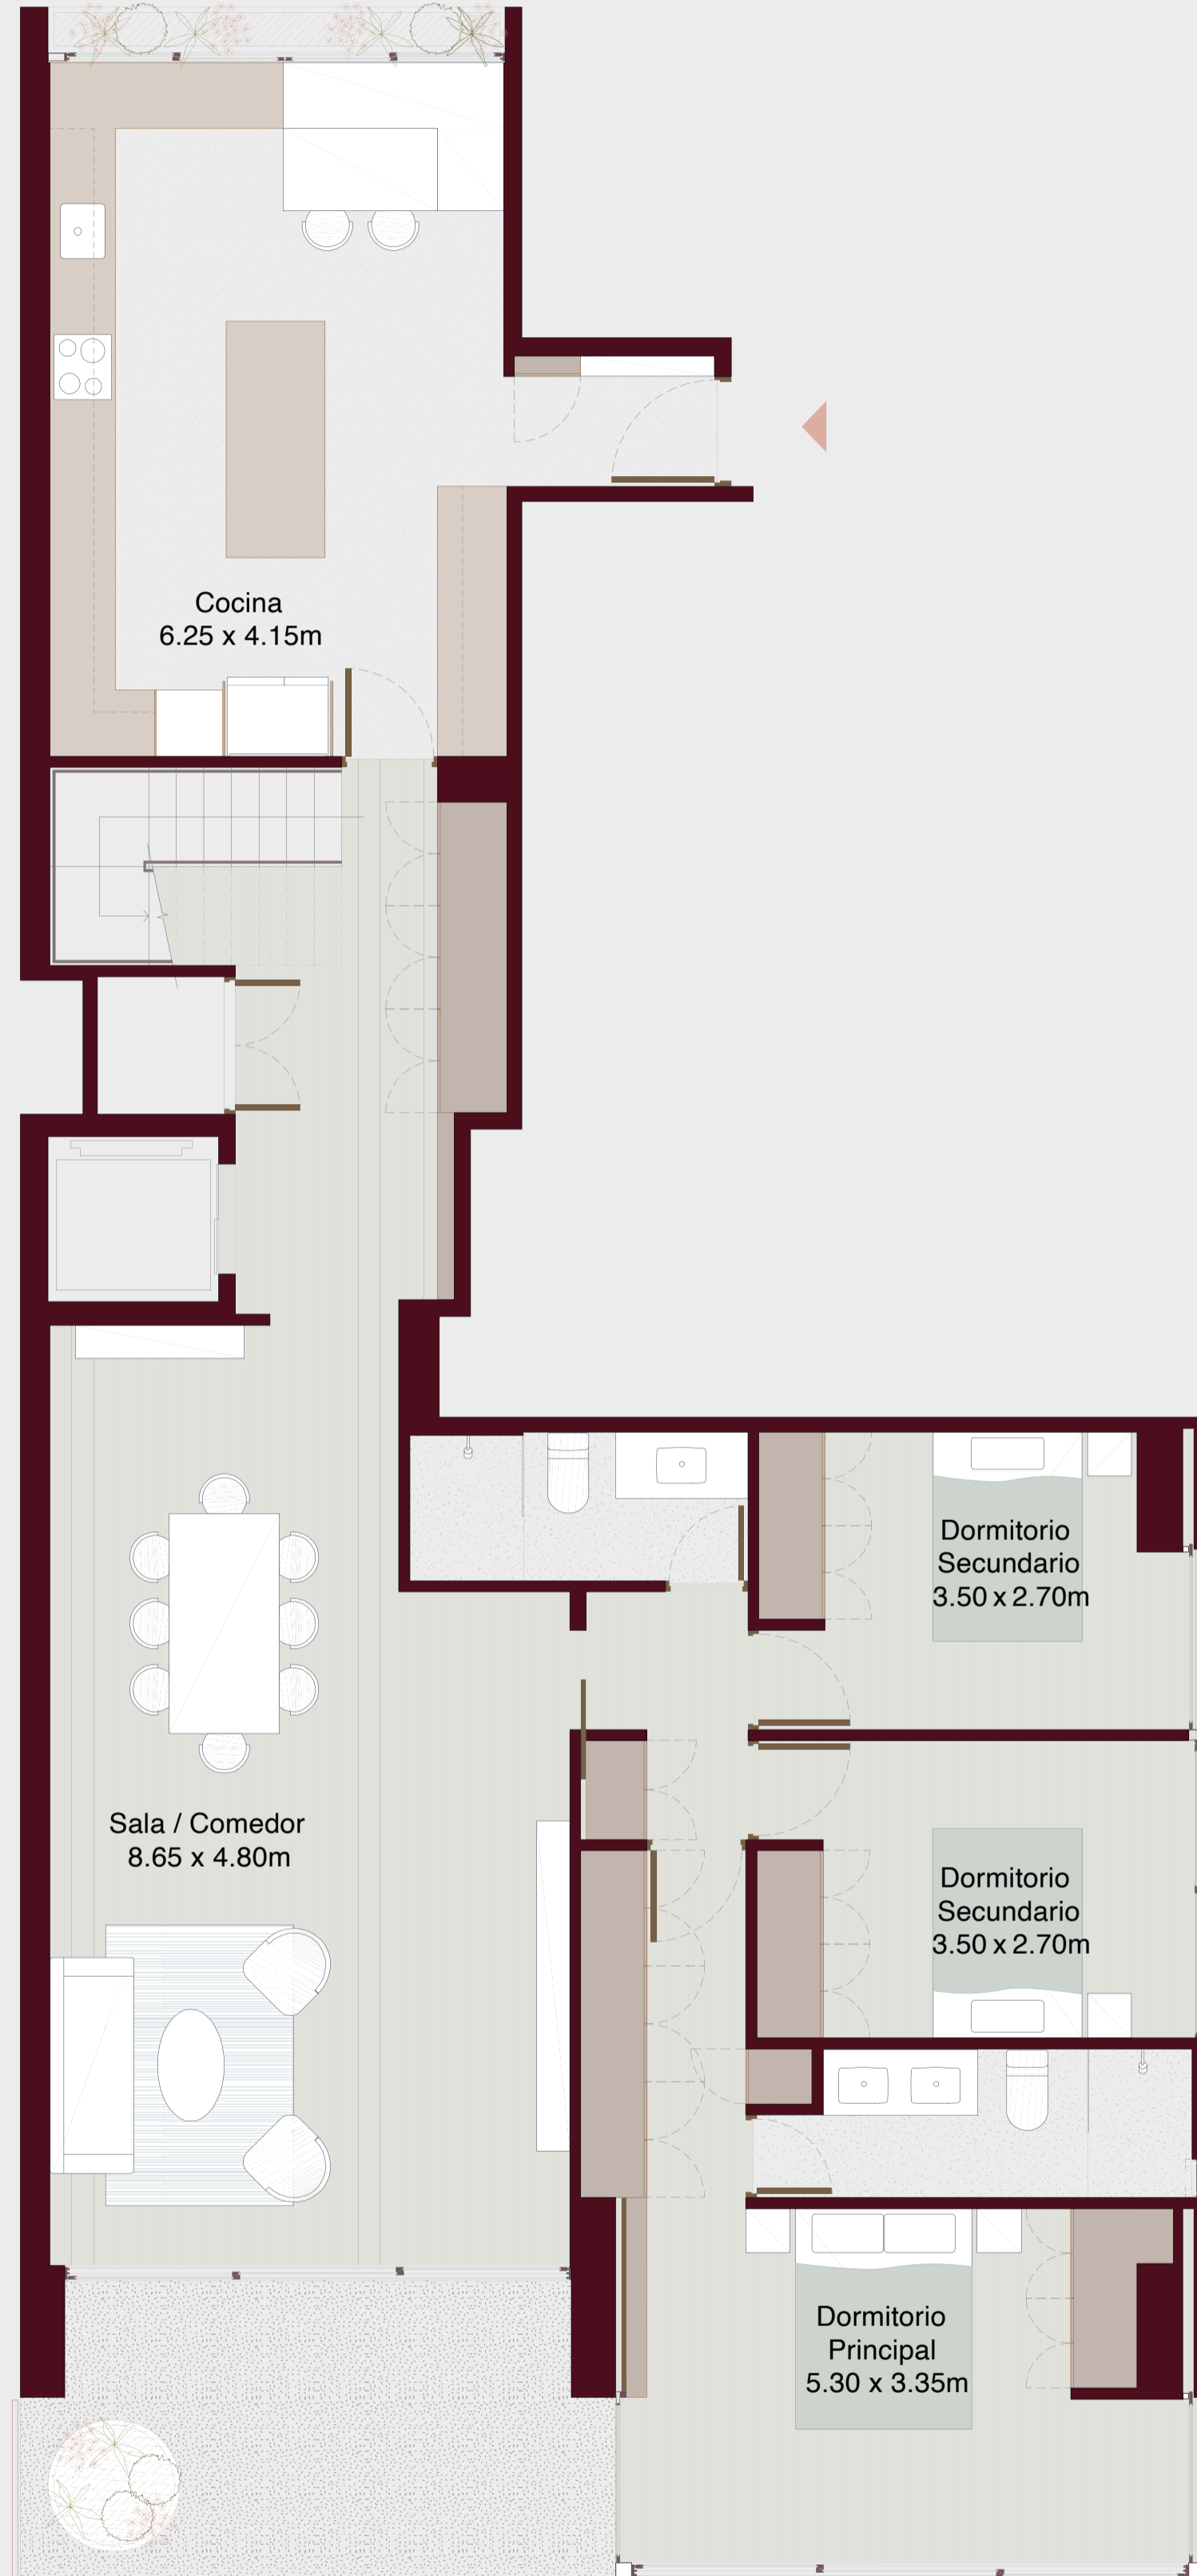 Cocina
6.25 x 4.15m
Dormitorio
Secundario
3.50 x 2.70m
Sala / Comedor
8.65 x 4.80m
Dormitorio
Secundario
3.50 x 2.70m
Dormitorio
Principal
5.30 x 3.35m